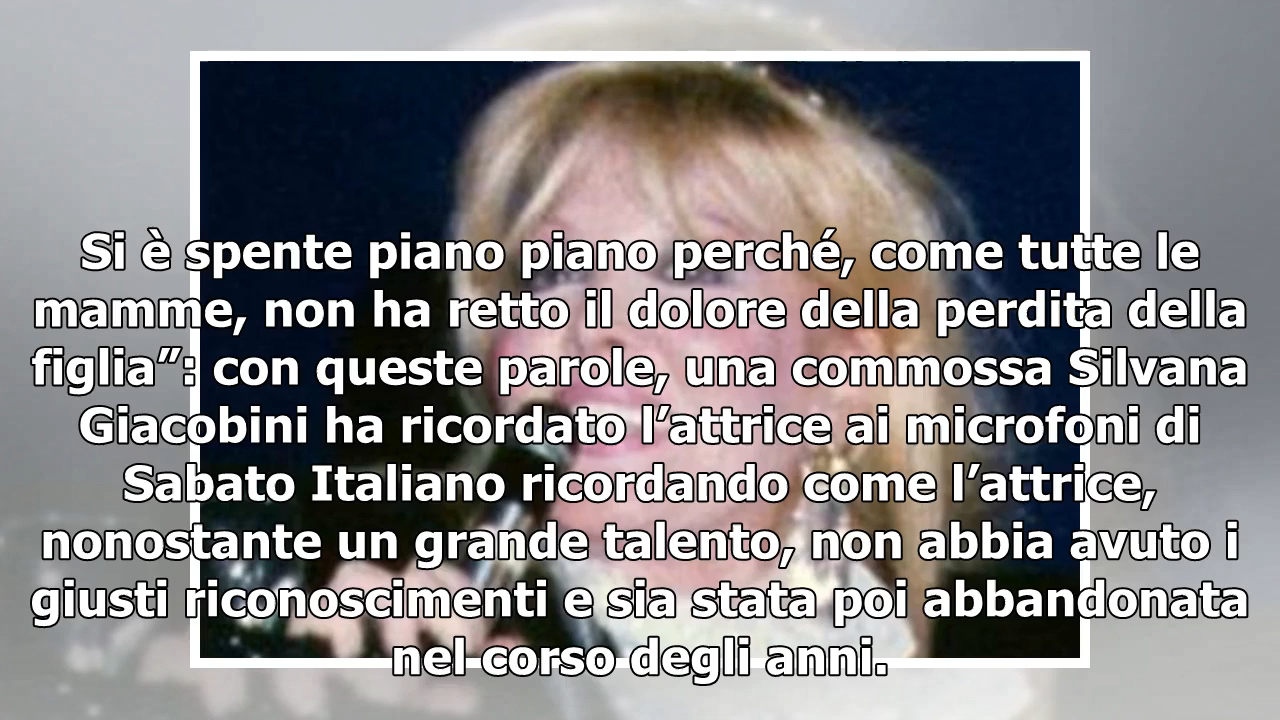 Si è spente piano piano perché, come tutte le
mamme, non ha retto il dolore della perdita della
figlia”: con queste parole, una commossa Silvana
Giacobini ha ricordato l’attrice ai microfoni di
Sabato Italiano ricordando come l’attrice,
nonostante un grande talento, non abbia avuto i
giusti riconoscimenti e sia stata poi abbandonata
nel corso degli anni.